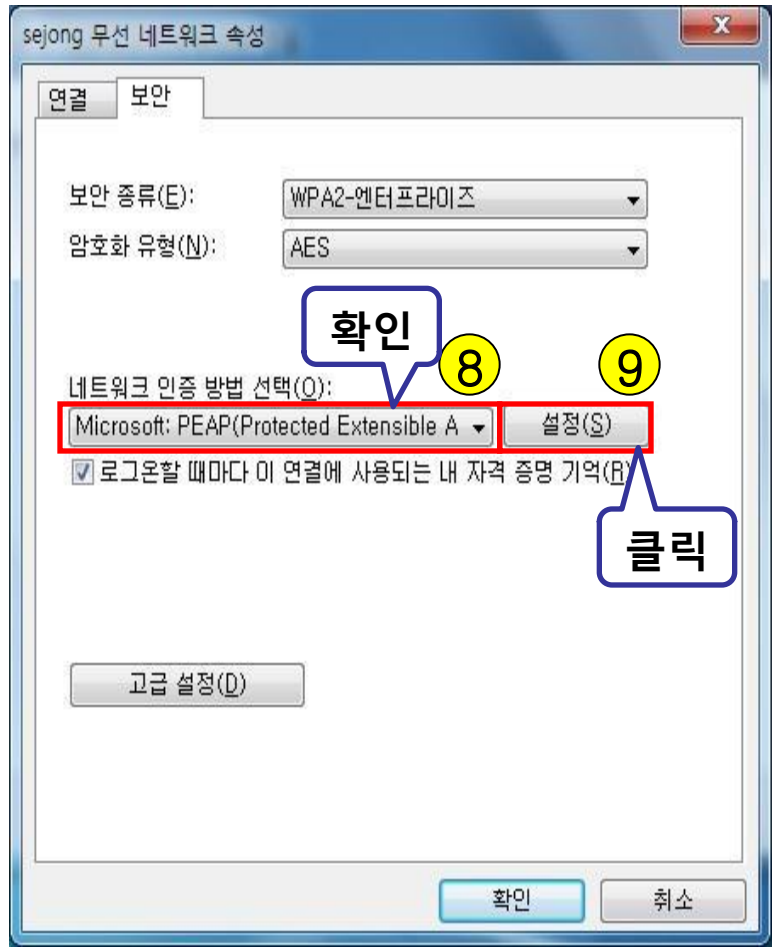 sejong 무선 네트워크 속성
연결 보안
보안 종류(E): WPA2-엔터프라이즈
암호화 유형(N): AES
확인
8 9
네트워크 인증 방법 선택(O):
Microsoft: PEAP(Protected Extensible A 설정(S)
로그온할 때마다 이 연결에 사용되는 내 자격 증명 기억(R)
클릭
고급 설정(D)
확인 취소